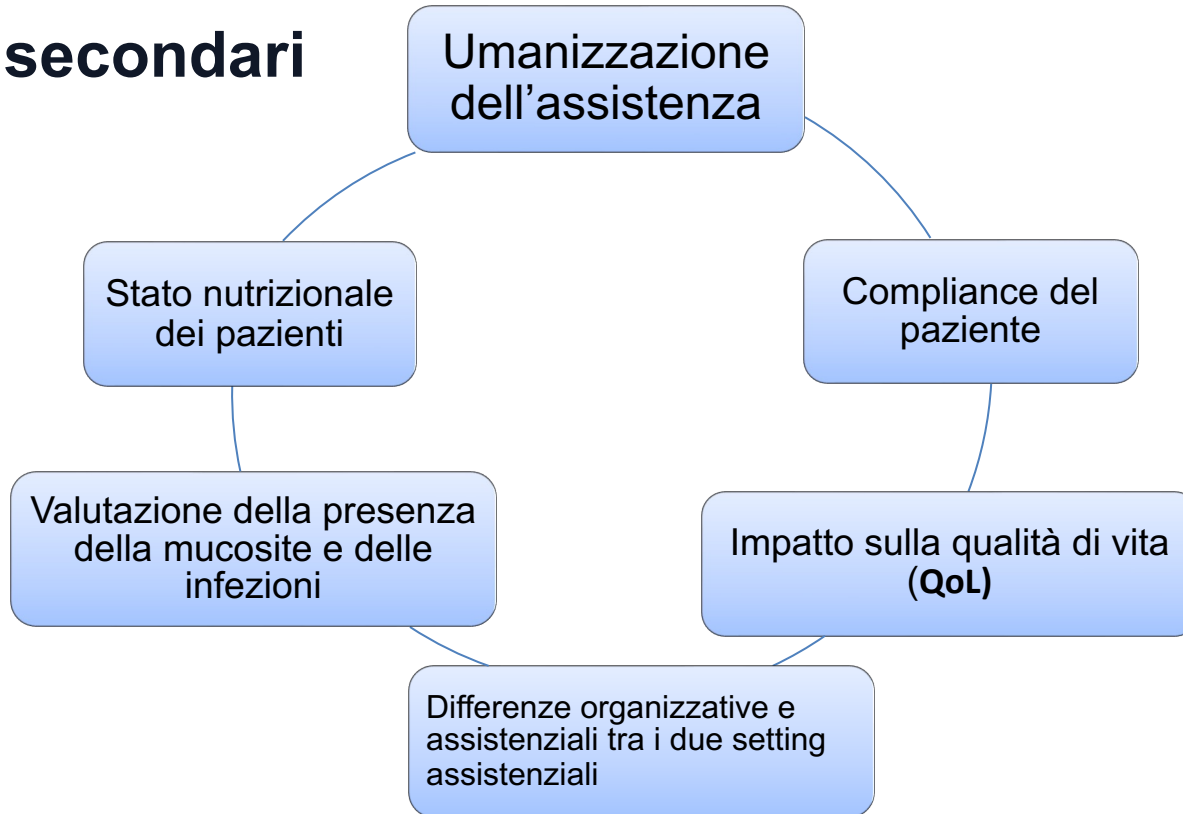 secondari
Umanizzazione
dell’assistenza
Compliance del
paziente
Impatto sulla qualità di vita
(QoL)
Differenze organizzative e
assistenziali tra i due setting
assistenziali
Valutazione della presenza
della mucosite e delle
infezioni
Stato nutrizionale
dei pazienti